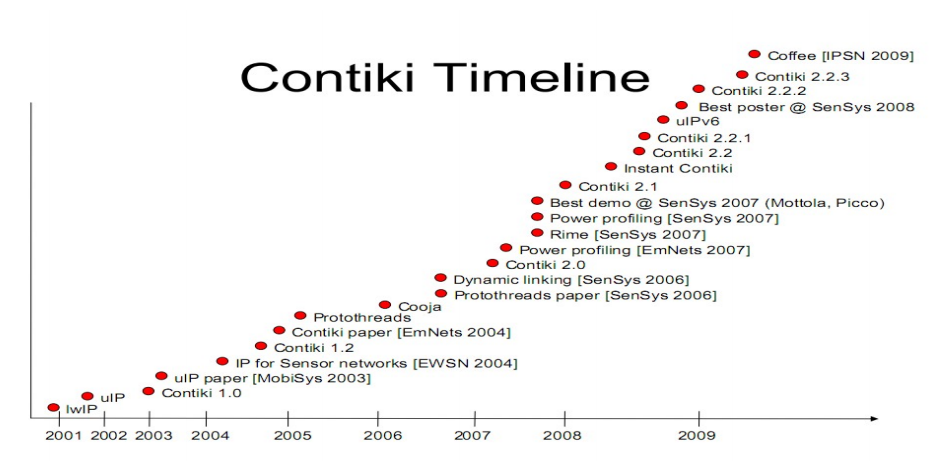 Contiki Timeline
Coffee [IPSN 2009]
Contiki 2.2.3
Contiki 2.2.2
Best poster @ SenSys 2008
uIPv6
Contiki 2.2.1
Contiki 2.2
Instant Contiki
Contiki 2.1
Best demo @ SenSys 2007 (Mottola, Picco)
Power profiling [SenSys 2007]
Rime [SenSys 2007]
Power profiling [EmNets 2007]
Contiki 2.0
Dynamic linking [SenSys 2006]
Protothreads paper [SenSys 2006]
Cooja
Protothreads
Contiki paper [EmNets 2004]
Contiki 1.2
IP for Sensor networks [EWSN 2004]
uIP paper [MobiSys 2003]
Contiki 1.0
uIP
lwIP
2001 2002 2003 2004 2005 2006 2007 2008 2009